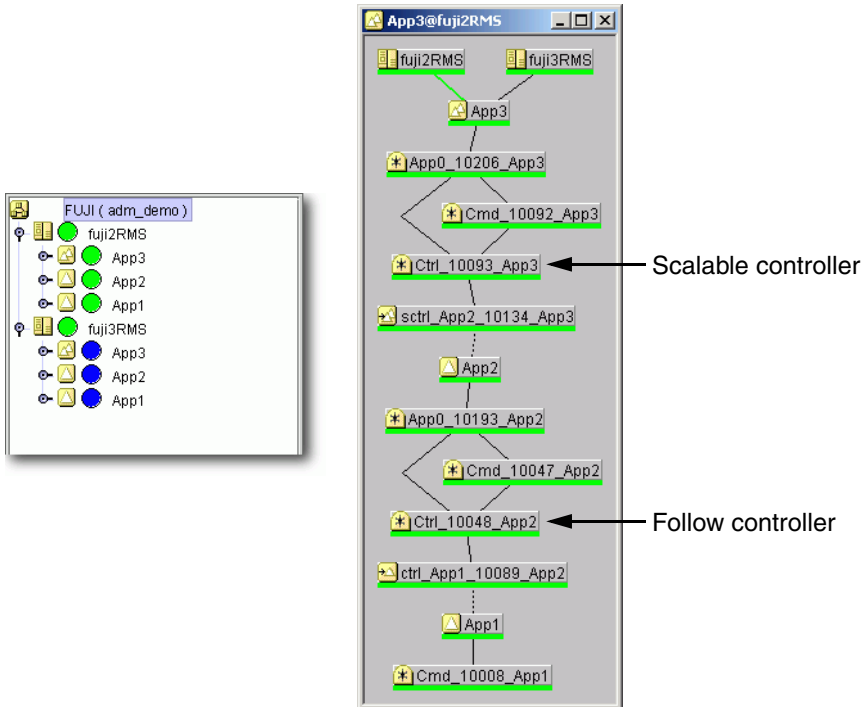 FUJI ( adm_demo )
fuji2RMS
App3
App2
App1
fuji3RMS
App3
App2
App1
App3@fuji2RMS
fuji2RMS fuji3RMS
App3
App0_10206_App3
Cmd_10092_App3
Ctrl_10093_App3
Scalable controller
sctrl_App2_10134_App3
App2
App0_10193_App2
Cmd_10047_App2
Ctrl_10048_App2
Follow controller
ctrl_App1_10089_App2
App1
Cmd_10008_App1